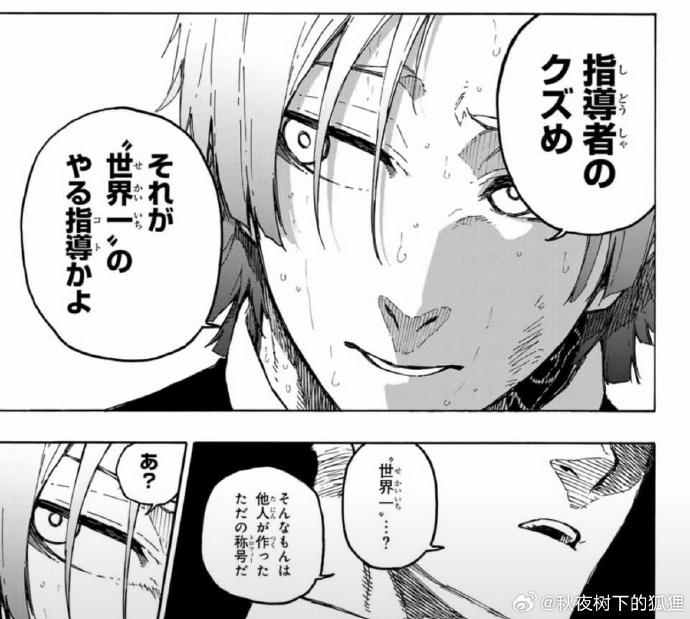 指導者の
クズめ
それが
〝世界一〟の
やる指導かよ
〝世界一〟…?
そんなもんは
他人が作った
ただの称号だ
あ?
@秋夜树下的狐狸